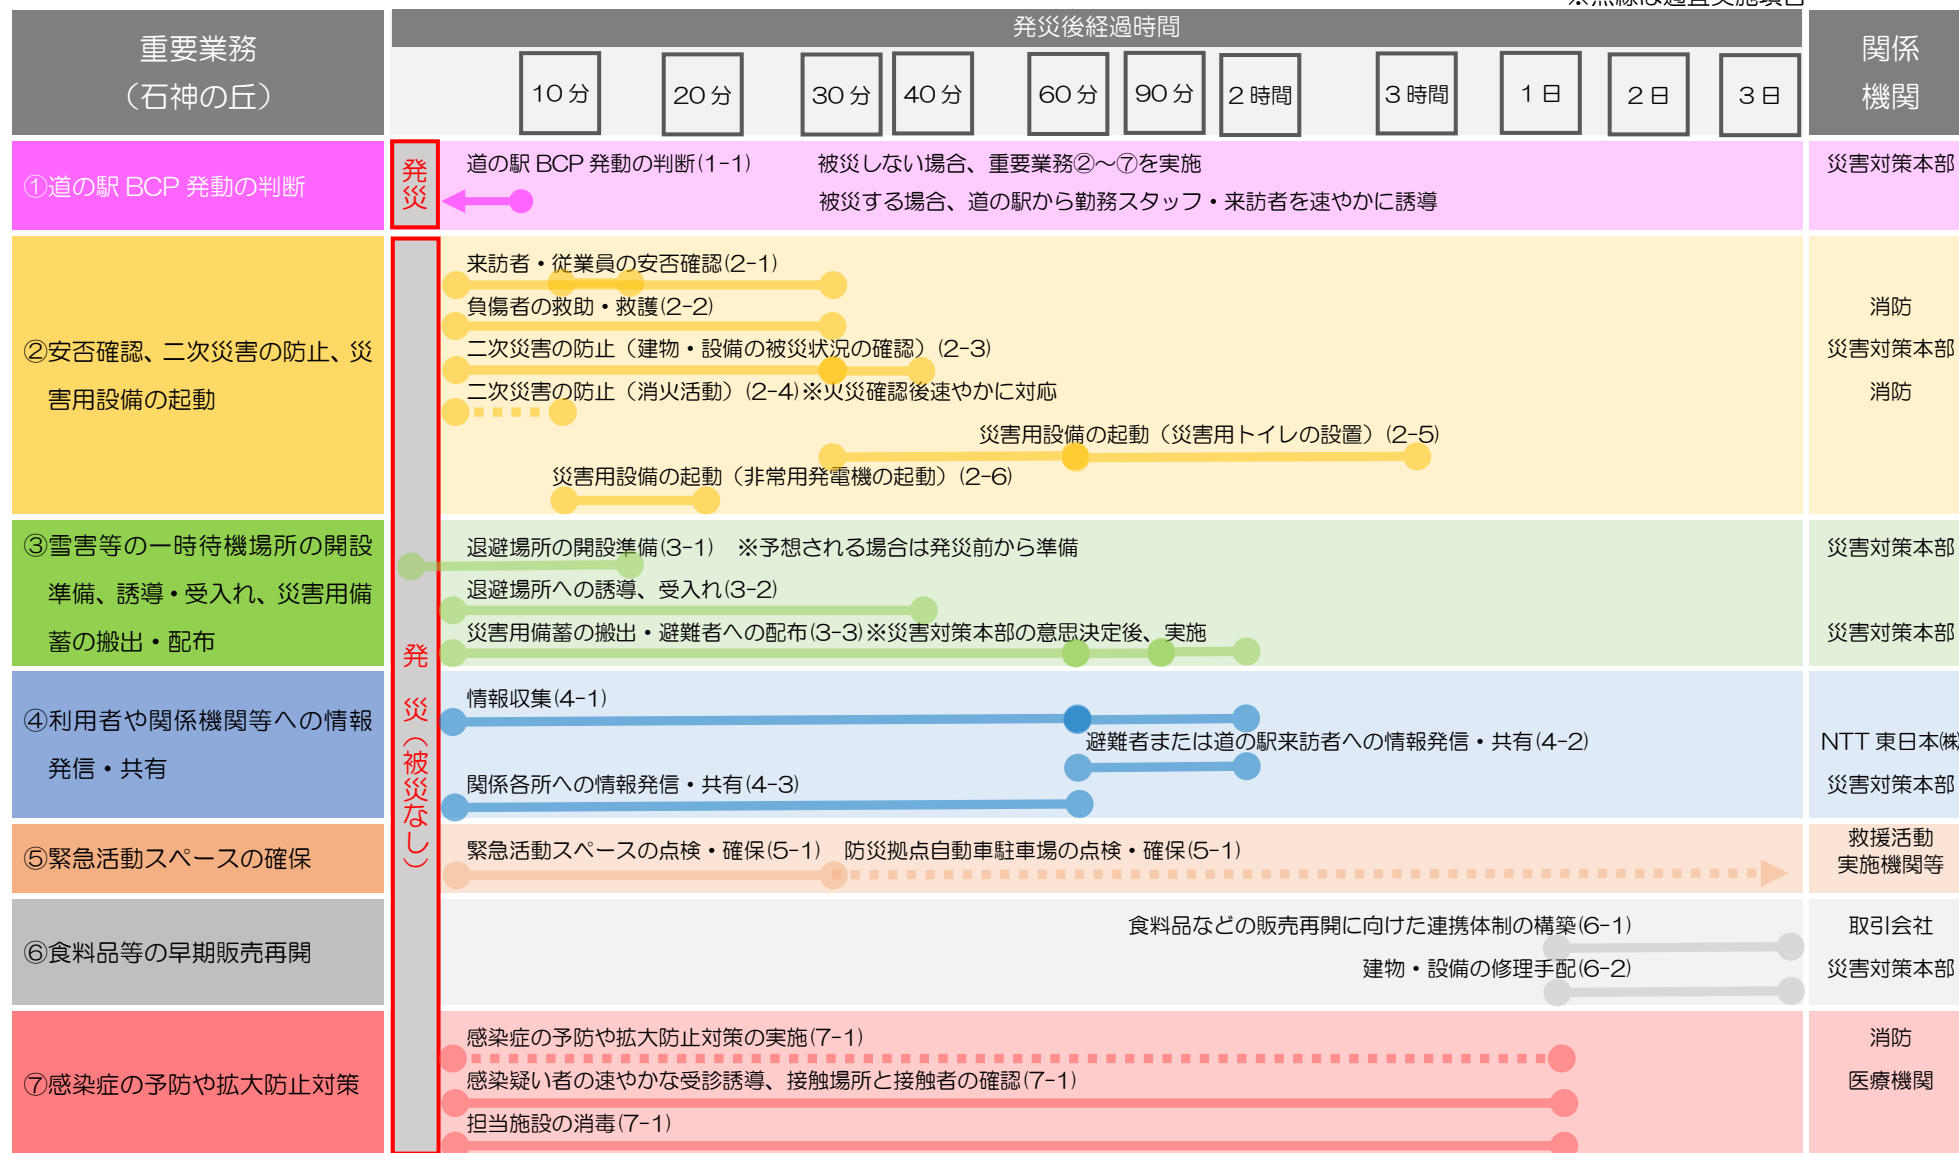 ※点線は適宜実施項目
重要業務
（石神の丘）
発災後経過時間
10分
20分
30分
40分
60分
90分
2時間
3時間
1日
2日
3日
関係
機関
①道の駅 BCP 発動の判断
発災
道の駅 BCP 発動の判断(1-1)
被災しない場合、重要業務②～⑦を実施
被災する場合、道の駅から勤務スタッフ・来訪者を速やかに誘導
災害対策本部
発　災（被災なし）
②安否確認、二次災害の防止、災
害用設備の起動
来訪者・従業員の安否確認(2-1)
負傷者の救助・救護(2-2)
消防
二次災害の防止（建物・設備の被災状況の確認）(2-3)
災害対策本部
二次災害の防止（消火活動）(2-4)※火災確認後速やかに対応
消防
災害用設備の起動（災害用トイレの設置）(2-5)
災害用設備の起動（非常用発電機の起動）(2-6)
③雪害等の一時待機場所の開設
準備、誘導・受入れ、災害用備
蓄の搬出・配布
退避場所の開設準備(3-1)　※予想される場合は発災前から準備
災害対策本部
退避場所への誘導、受入れ(3-2)
災害用備蓄の搬出・避難者への配布(3-3)※災害対策本部の意思決定後、実施
災害対策本部
④利用者や関係機関等への情報
発信・共有
情報収集(4-1)
避難者または道の駅来訪者への情報発信・共有(4-2)
NTT 東日本㈱
関係各所への情報発信・共有(4-3)
災害対策本部
⑤緊急活動スペースの確保
緊急活動スペースの点検・確保(5-1)　防災拠点自動車駐車場の点検・確保(5-1)
救援活動
実施機関等
⑥食料品等の早期販売再開
食料品などの販売再開に向けた連携体制の構築(6-1)
取引会社
建物・設備の修理手配(6-2)
災害対策本部
⑦感染症の予防や拡大防止対策
感染症の予防や拡大防止対策の実施(7-1)
消防
感染疑い者の速やかな受診誘導、接触場所と接触者の確認(7-1)
医療機関
担当施設の消毒(7-1)